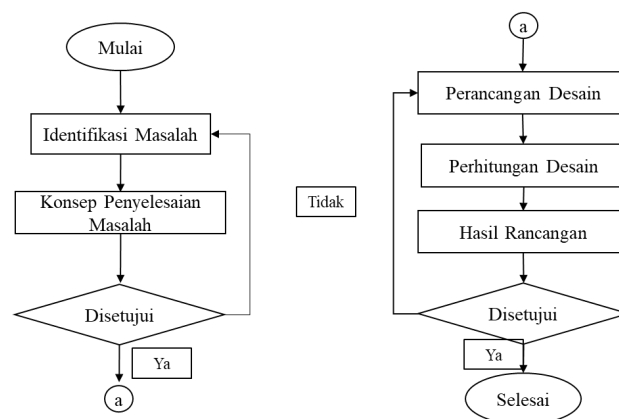 Mulai
Identifikasi Masalah
Konsep Penyelesaian
Masalah
Disetujui
Ya
a
Tidak
a
Perancangan Desain
Perhitungan Desain
Hasil Rancangan
Disetujui
Ya
Selesai